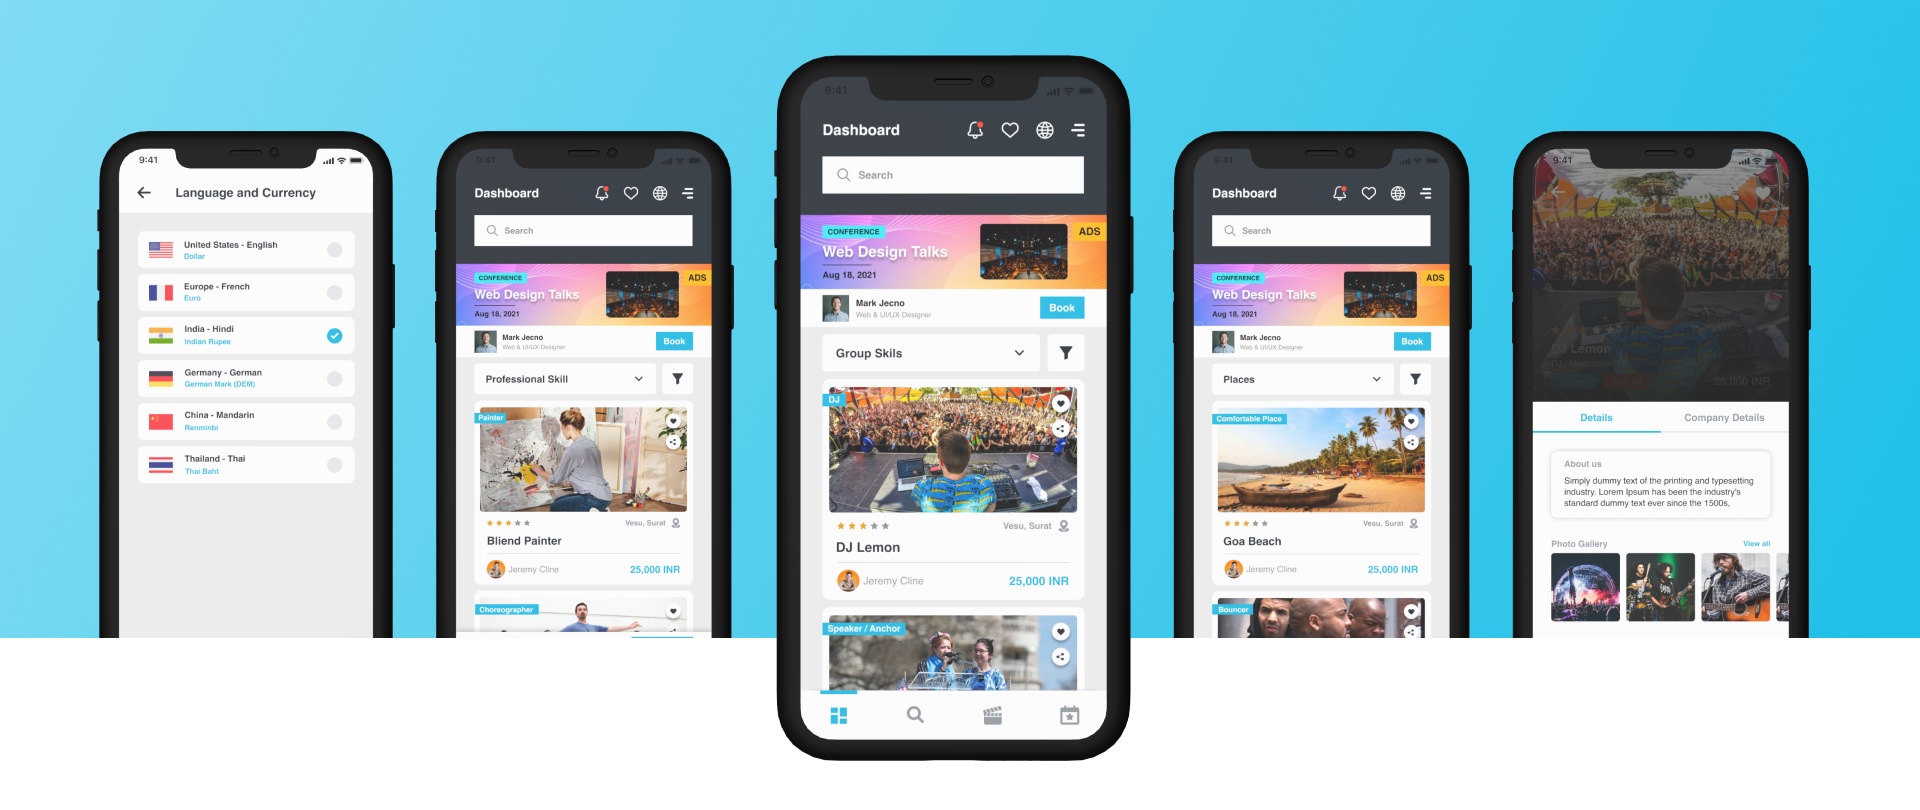 9:41
Language and Currency
United States - English
Dollar
Europe - French
Euro
India - Hindi
Indian Rupee
Germany - German
German Mark (DEM)
China - Mandarin
Renminbi
Thailand - Thai
Thai Baht
9:41
Dashboard
Search
CONFERENCE
ADS
Web Design Talks
Aug 18, 2021
Mark Jecno
Web & UI/UX Designer
Book
Professional Skill
Painter
Vesu, Surat
Bliend Painter
Jeremy Cline
25,000 INR
Choreographer
9:41
Dashboard
Search
CONFERENCE
ADS
Web Design Talks
Aug 18, 2021
Mark Jecno
Web & UI/UX Designer
Book
Group Skils
DJ
Vesu, Surat
DJ Lemon
Jeremy Cline
25,000 INR
Speaker / Anchor
9:41
Dashboard
Search
CONFERENCE
ADS
Web Design Talks
Aug 18, 2021
Mark Jecno
Web & UI/UX Designer
Book
Places
Comfortable Place
Vesu, Surat
Goa Beach
Jeremy Cline
25,000 INR
Bouncer
9:41
DJ Lemon
25,000 INR
Details
Company Details
About us
Simply dummy text of the printing and typesetting
industry. Lorem Ipsum has been the industry's
standard dummy text ever since the 1500s,
Photo Gallery
View all